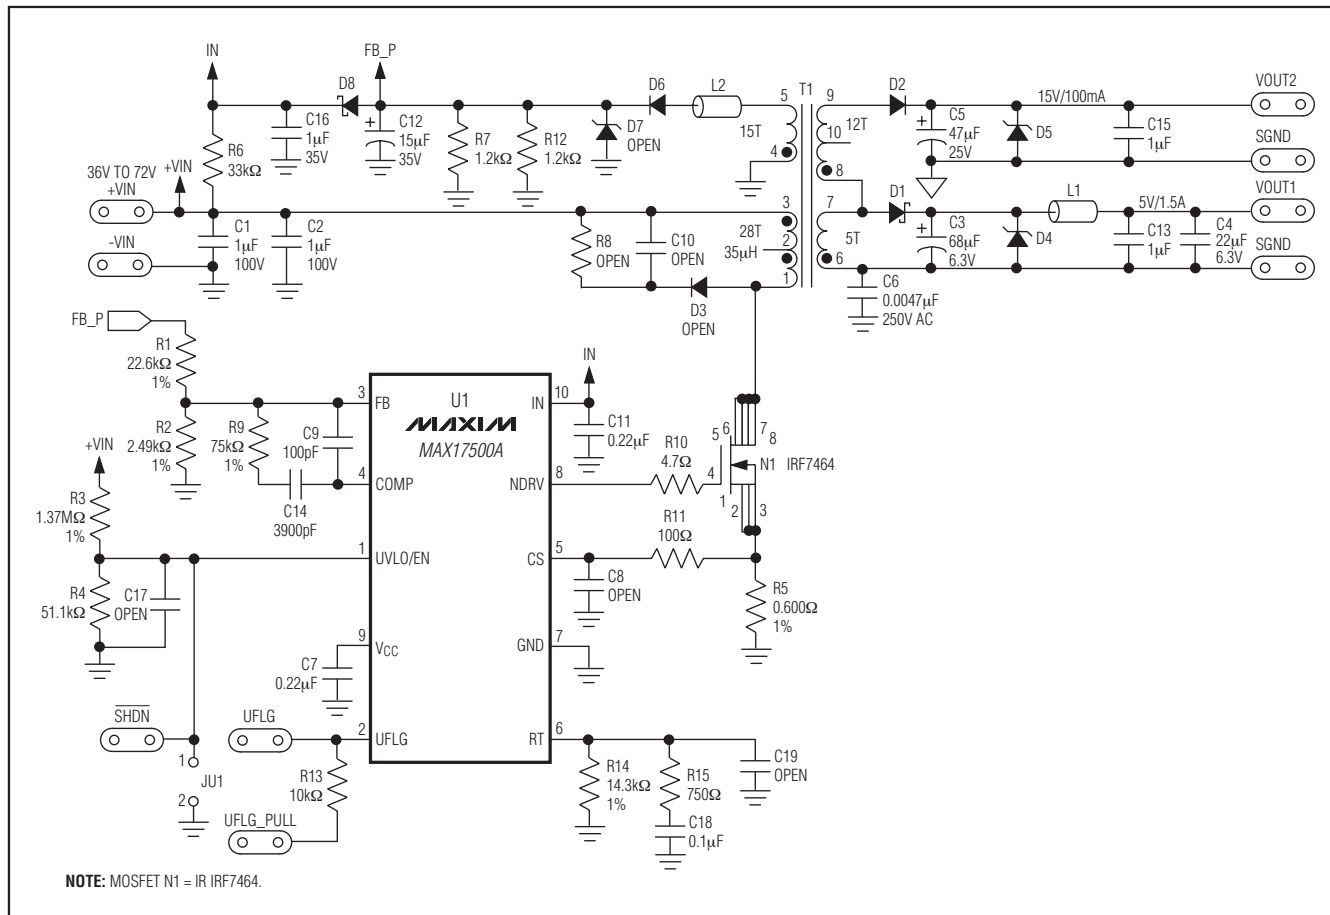 IN
FB_P
D8
D6
L2
5
T1
9
D2
VOUT2
C16
1µF
35V
+
C12
15µF
35V
R7
1.2kΩ
R12
1.2kΩ
D7
OPEN
15T
4
10
12T
8
+
C5
47µF
25V
15V/100mA
D5
C15
1µF
SGND
R6
33kΩ
36V TO 72V
+VIN
+VIN
-VIN
C1
1µF
100V
C2
1µF
100V
R8
OPEN
C10
OPEN
D3
OPEN
3
28T
2
35µH
1
7
5T
6
D1
+
C3
68µF
6.3V
L1
D4
5V/1.5A
C13
1µF
C4
22µF
6.3V
VOUT1
SGND
C6
0.0047µF
250V AC
FB_P
R1
22.6kΩ
1%
R2
2.49kΩ
1%
R9
75kΩ
1%
C9
100pF
C14
3900pF
+VIN
R3
1.37MΩ
1%
R4
51.1kΩ
C17
OPEN
3
FB
4
COMP
1
UVLO/EN
9
VCC
C7
0.22µF
2
UFLG
U1
MAXIM
MAX17500A
IN
10
IN
C11
0.22µF
NDRV
8
R10
4.7Ω
5
6
7
8
4
N1 IRF7464
1
2
3
CS
5
R11
100Ω
C8
OPEN
R5
0.600Ω
1%
GND
7
RT
6
R14
14.3kΩ
1%
R15
750Ω
C18
0.1µF
C19
OPEN
SHDN
UFLG
1
JU1
2
R13
10kΩ
UFLG_PULL
NOTE: MOSFET N1 = IR IRF7464.